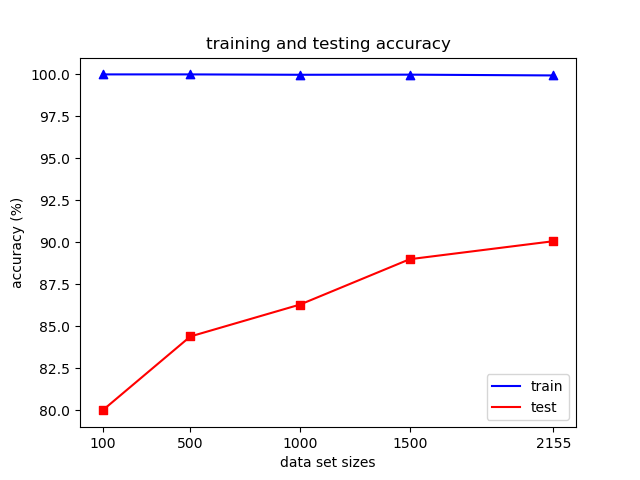 training and testing accuracy
100.0
97.5
95.0
92.5
90.0
87.5
85.0
82.5
80.0
accuracy (%)
train
test
100 500 1000 1500 2155
data set sizes